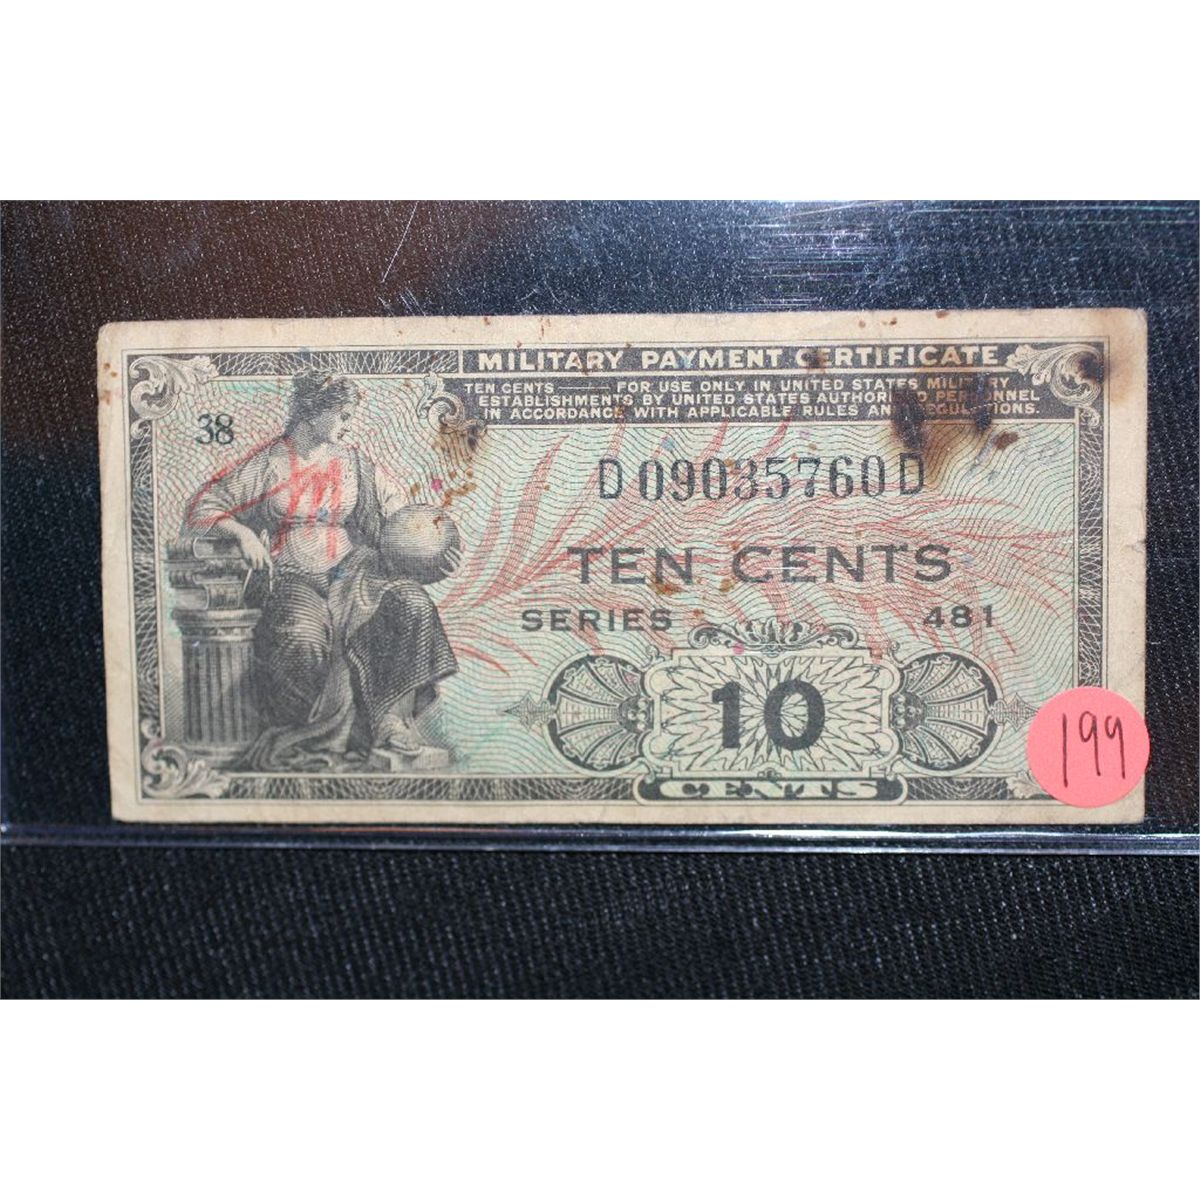 MILITARY PAYMENT CERTIFICATE
TEN CENTS — FOR USE ONLY IN UNITED STATES MILITARY
ESTABLISHMENTS BY UNITED STATES AUTHORIZED PERSONNEL
IN ACCORDANCE WITH APPLICABLE RULES AND REGULATIONS.
38
D09035760D
TEN CENTS
SERIES 481
10
CENTS
199